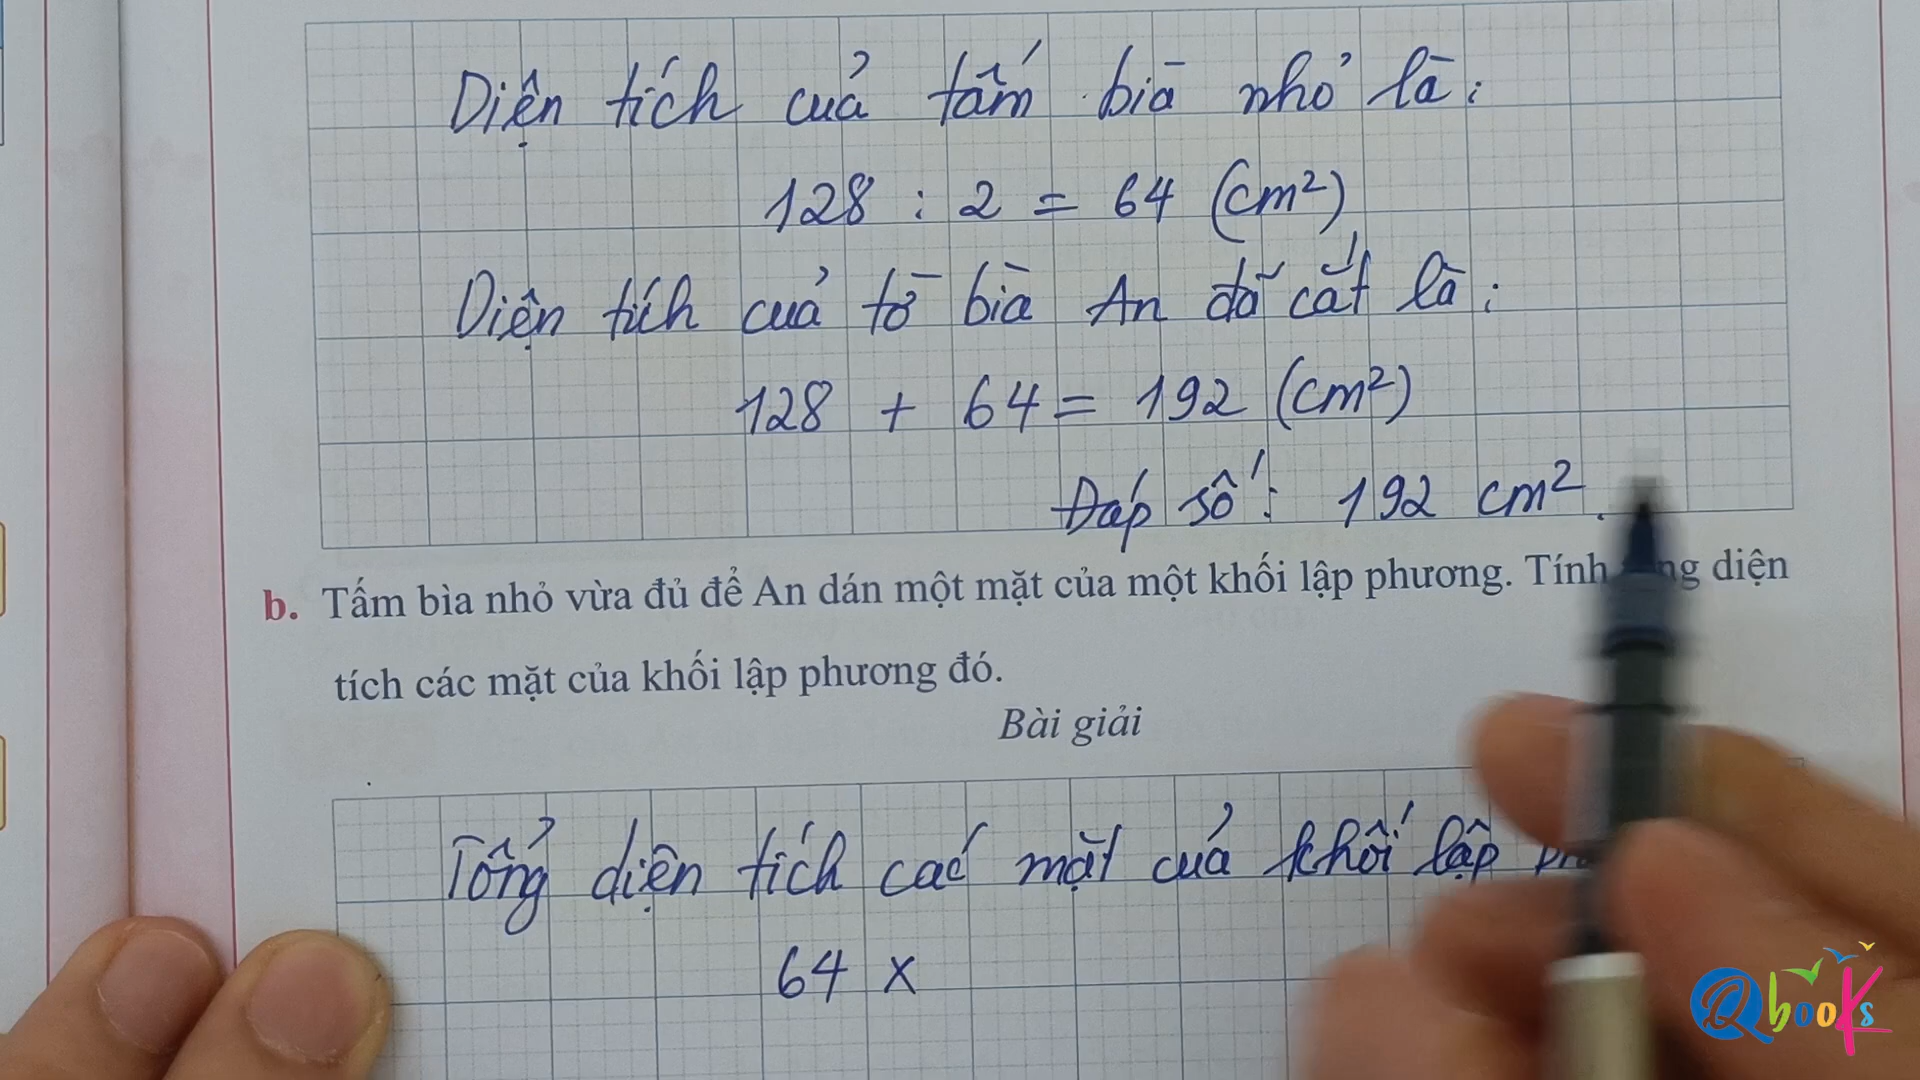 Diện tích của tấm bìa nhỏ là:
128 : 2 = 64 (cm²)
Diện tích của tờ bìa An đã cắt là:
128 + 64 = 192 (cm²)
Đáp số: 192 cm².
b. Tấm bìa nhỏ vừa đủ để An dán một mặt của một khối lập phương. Tính diện
tích các mặt của khối lập phương đó.
Bài giải
Tổng diện tích các mặt của khối lập
64 x
Qbooks